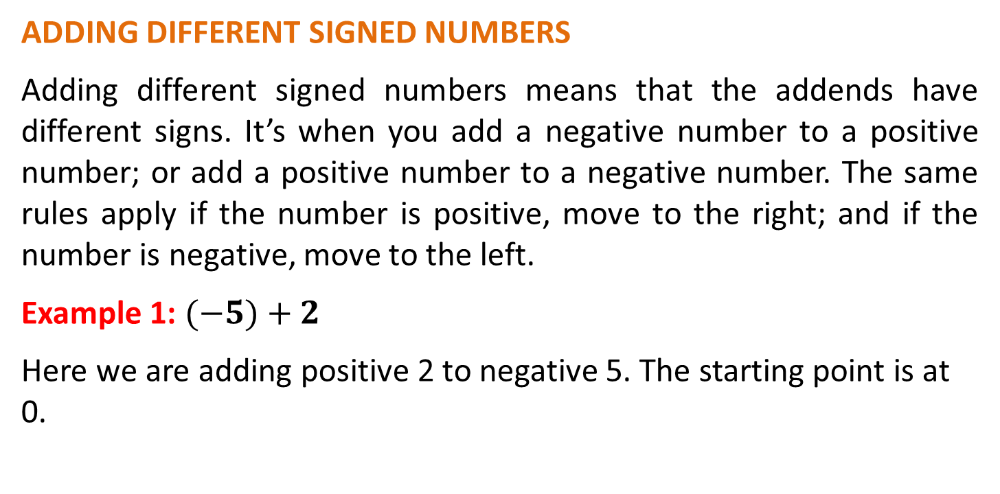 ADDING DIFFERENT SIGNED NUMBERS
Adding different signed numbers means that the addends have
different signs. It’s when you add a negative number to a positive
number; or add a positive number to a negative number. The same
rules apply if the number is positive, move to the right; and if the
number is negative, move to the left.
Example 1: (−5) + 2
Here we are adding positive 2 to negative 5. The starting point is at
0.